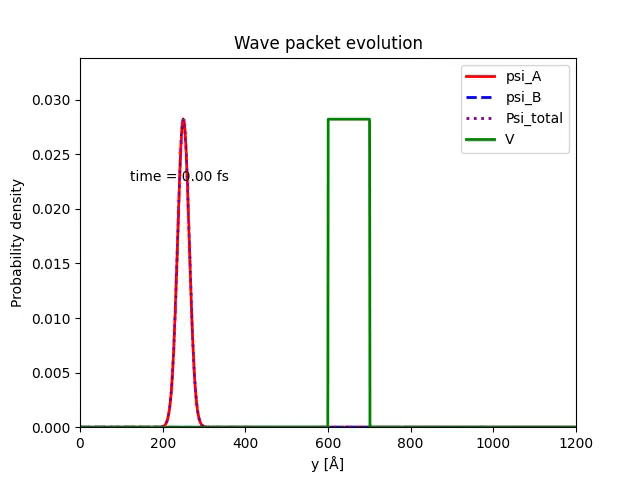 Wave packet evolution
psi_A
psi_B
Psi_total
V
time = 0.00 fs
Probability density
0.030
0.025
0.020
0.015
0.010
0.005
0.000
0 200 400 600 800 1000 1200
y [Å]